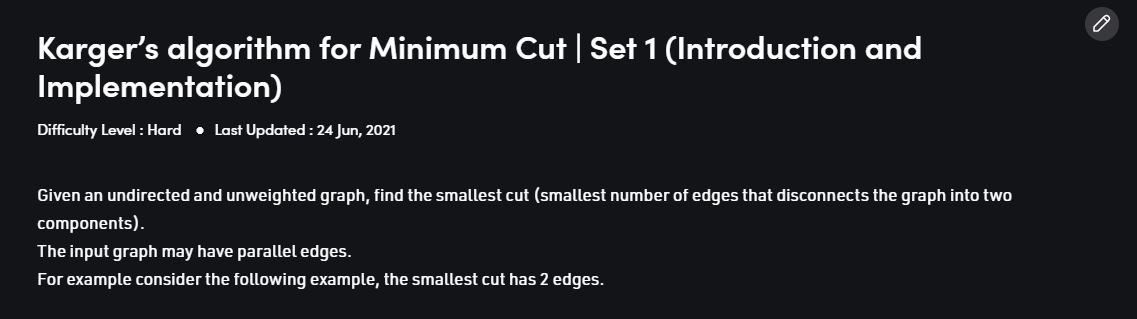 Karger’s algorithm for Minimum Cut | Set 1 (Introduction and
Implementation)
Difficulty Level : Hard ● Last Updated : 24 Jun, 2021
Given an undirected and unweighted graph, find the smallest cut (smallest number of edges that disconnects the graph into two
components).
The input graph may have parallel edges.
For example consider the following example, the smallest cut has 2 edges.